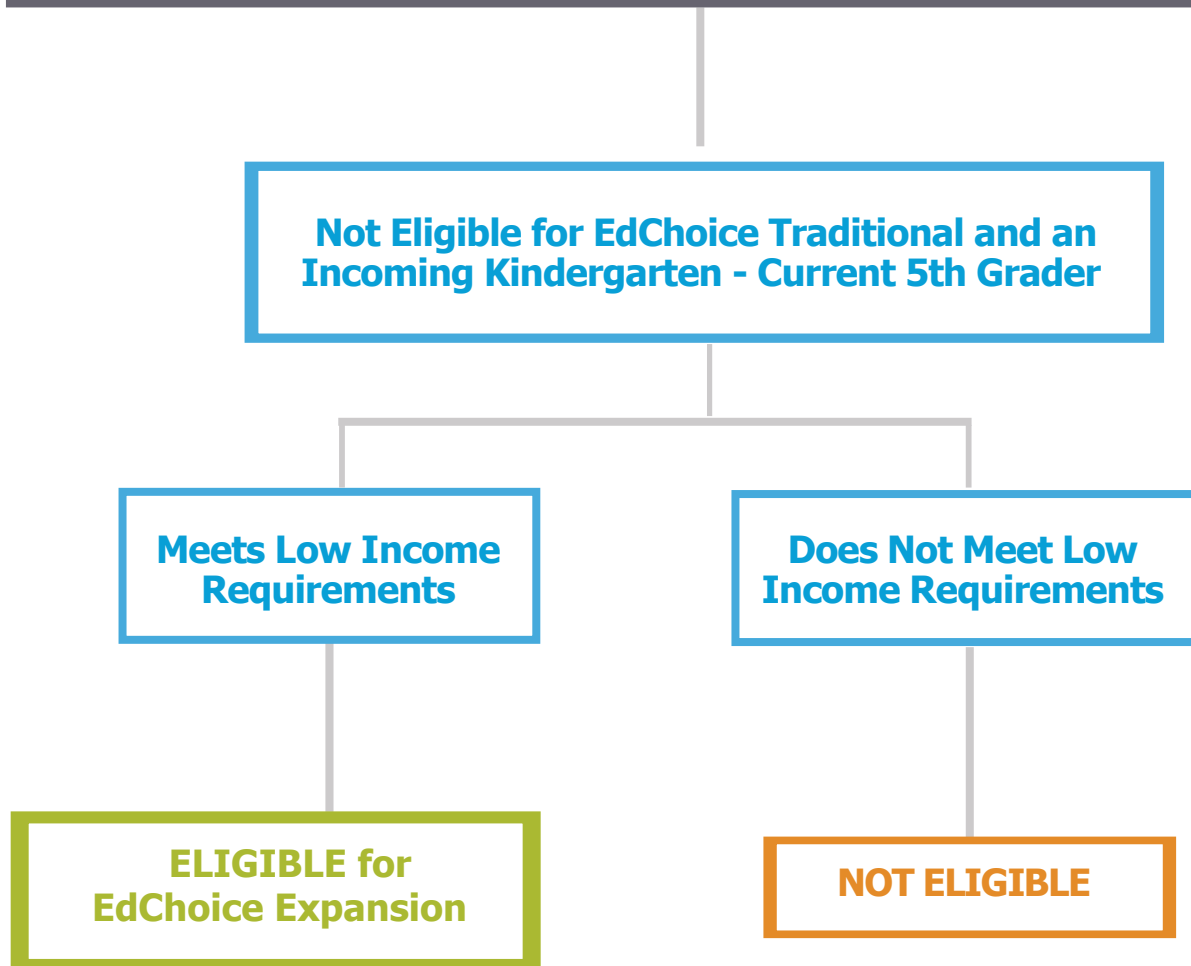 Not Eligible for EdChoice Traditional and an
Incoming Kindergarten - Current 5th Grader
Meets Low Income
Requirements
Does Not Meet Low
Income Requirements
ELIGIBLE for
EdChoice Expansion
NOT ELIGIBLE